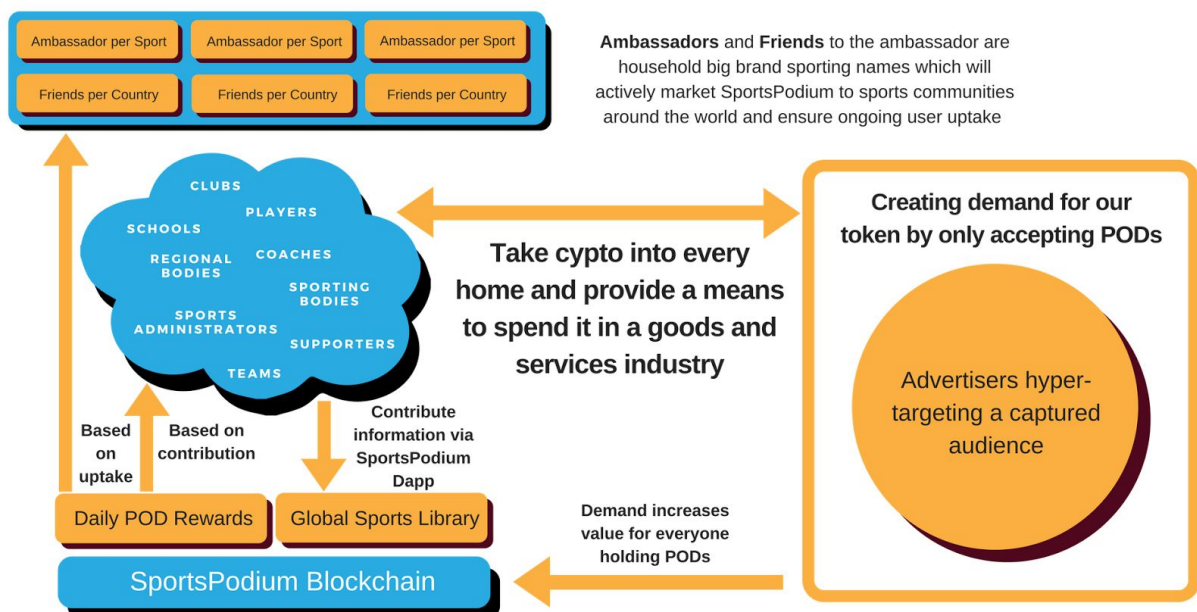 Ambassador per Sport
Ambassador per Sport
Ambassador per Sport
Friends per Country
Friends per Country
Friends per Country
Ambassadors and Friends to the ambassador are
household big brand sporting names which will
actively market SportsPodium to sports communities
around the world and ensure ongoing user uptake
CLUBS
PLAYERS
SCHOOLS
COACHES
REGIONAL
BODIES
SPORTING
BODIES
SPORTS
ADMINISTRATORS
SUPPORTERS
TEAMS
Take cypto into every
home and provide a means
to spend it in a goods and
services industry
Creating demand for our
token by only accepting PODs
Advertisers hyper-
targeting a captured
audience
Based
on
uptake
Based on
contribution
Contribute
information via
SportsPodium
Dapp
Daily POD Rewards
Global Sports Library
Demand increases
value for everyone
holding PODs
SportsPodium Blockchain